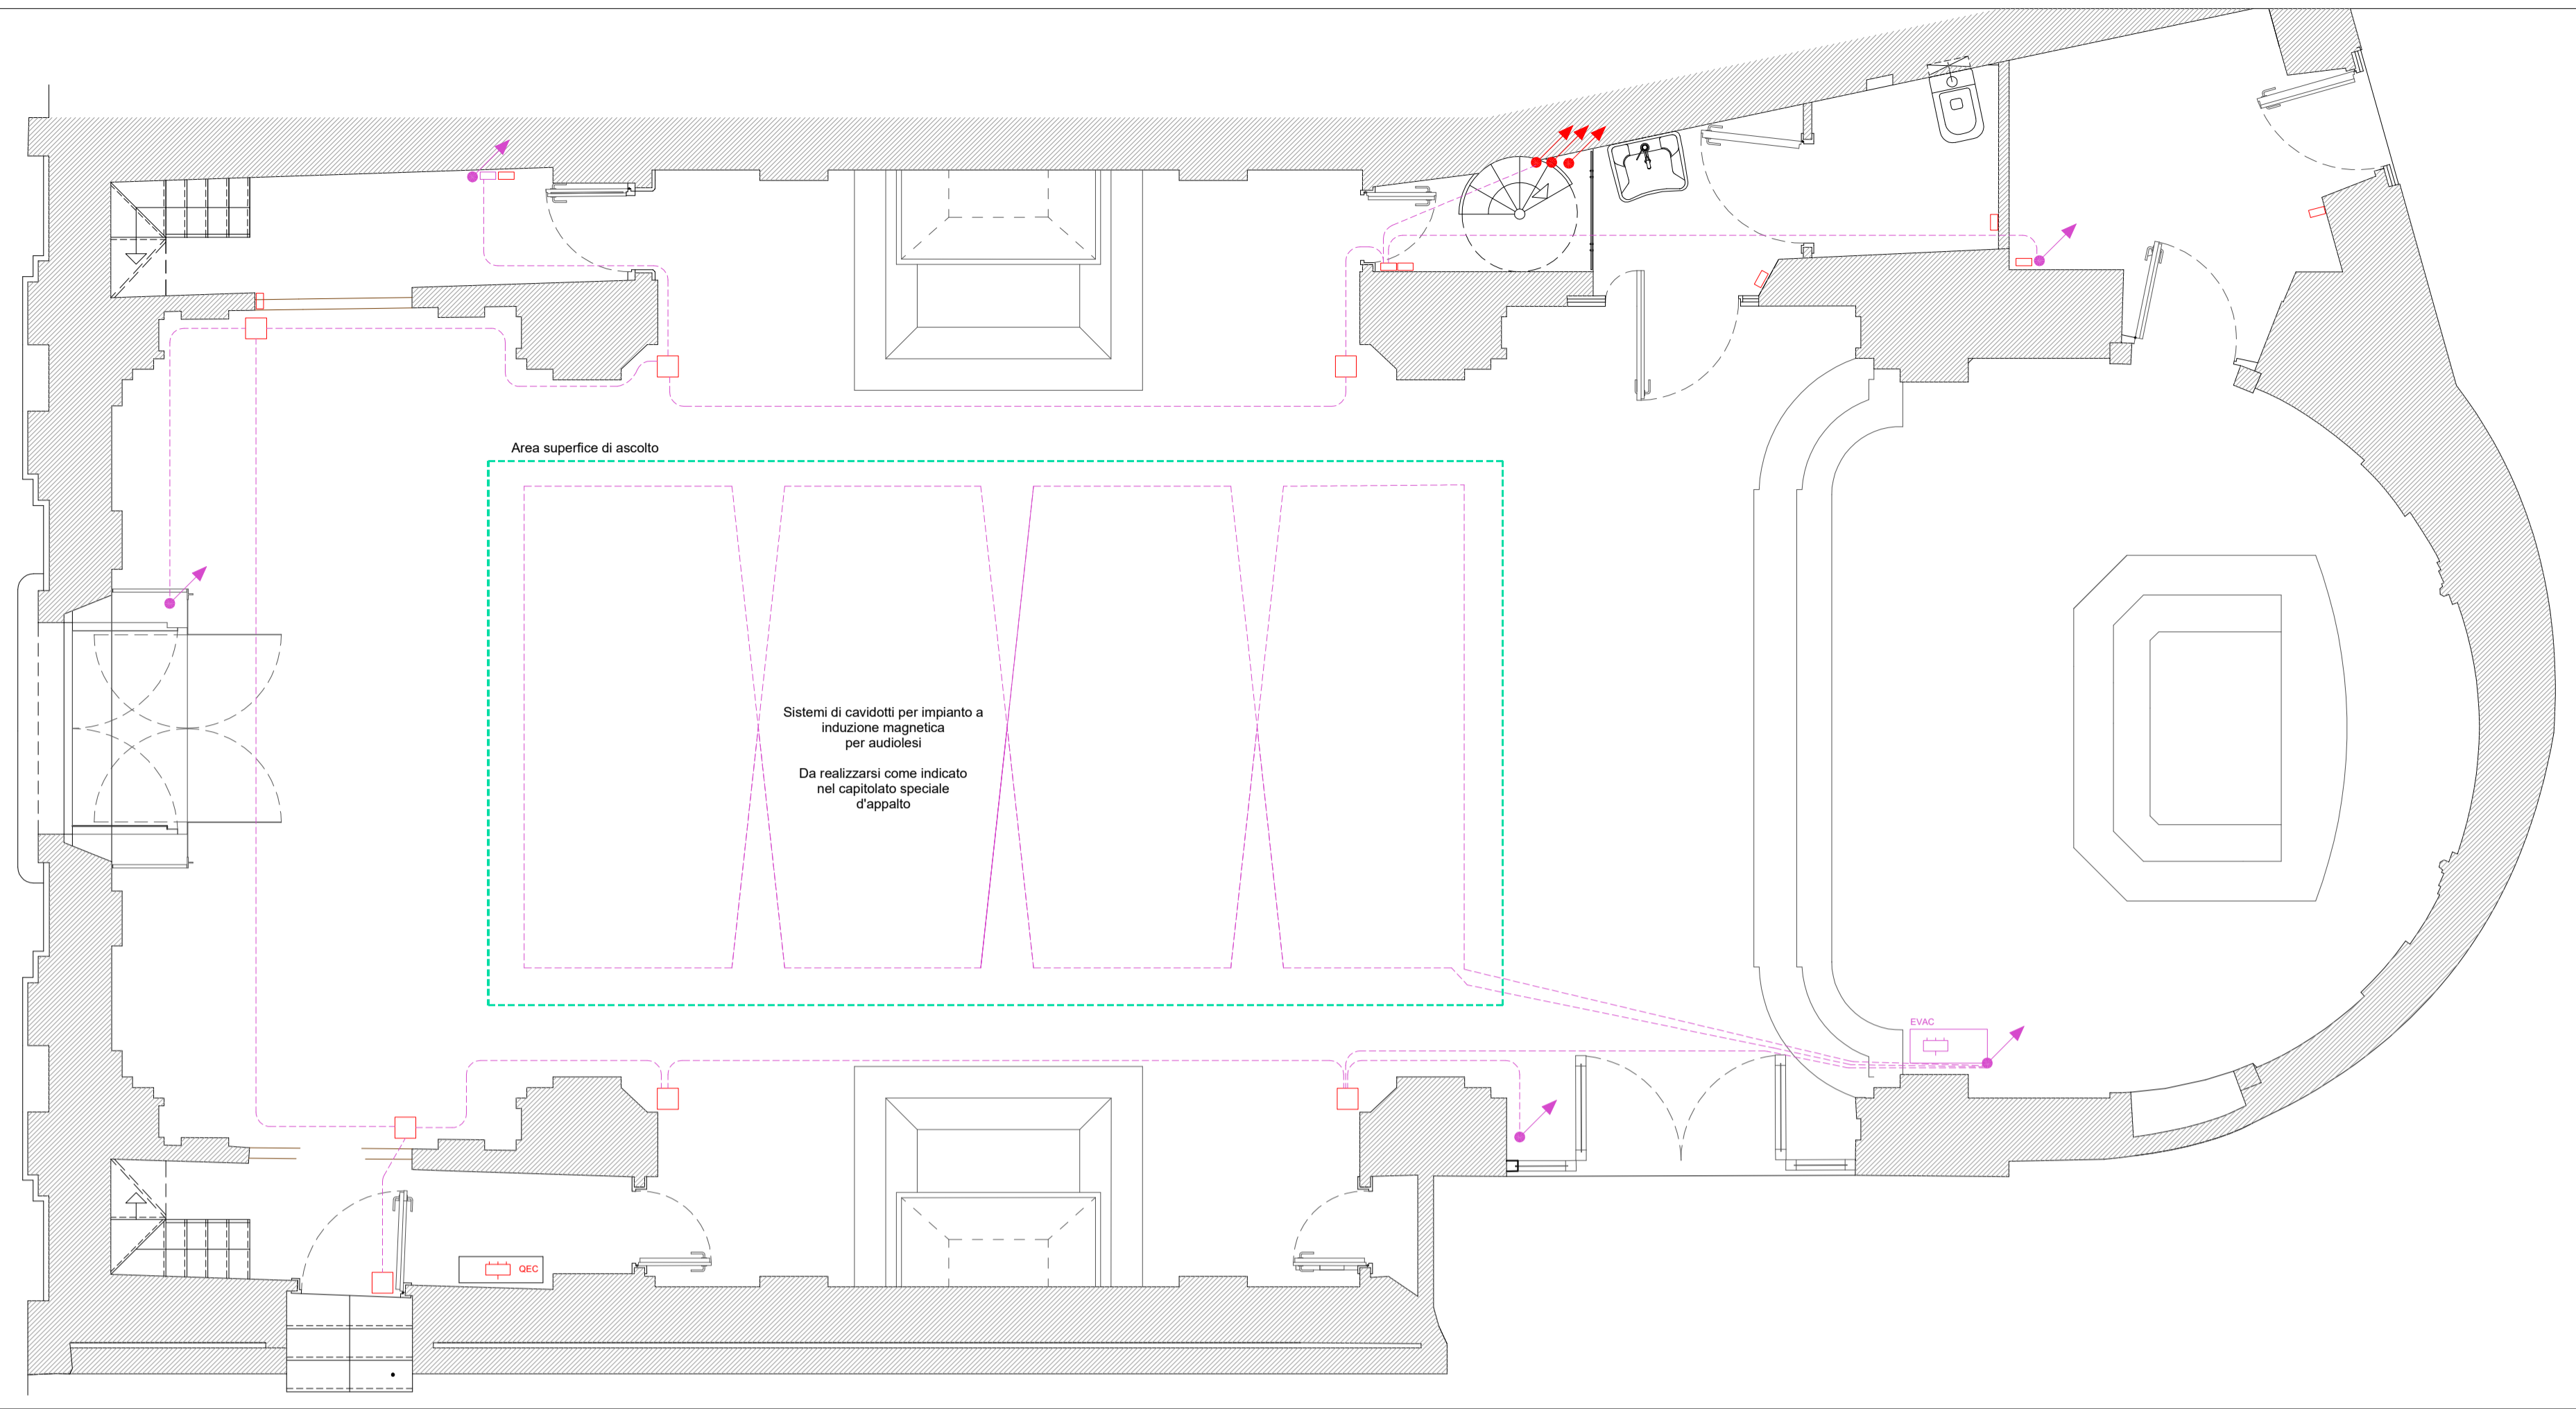 Area superfice di ascolto
Sistemi di cavidotti per impianto a
induzione magnetica
per audiolesi
Da realizzarsi come indicato
nel capitolato speciale
d'appalto
EVAC
QEC